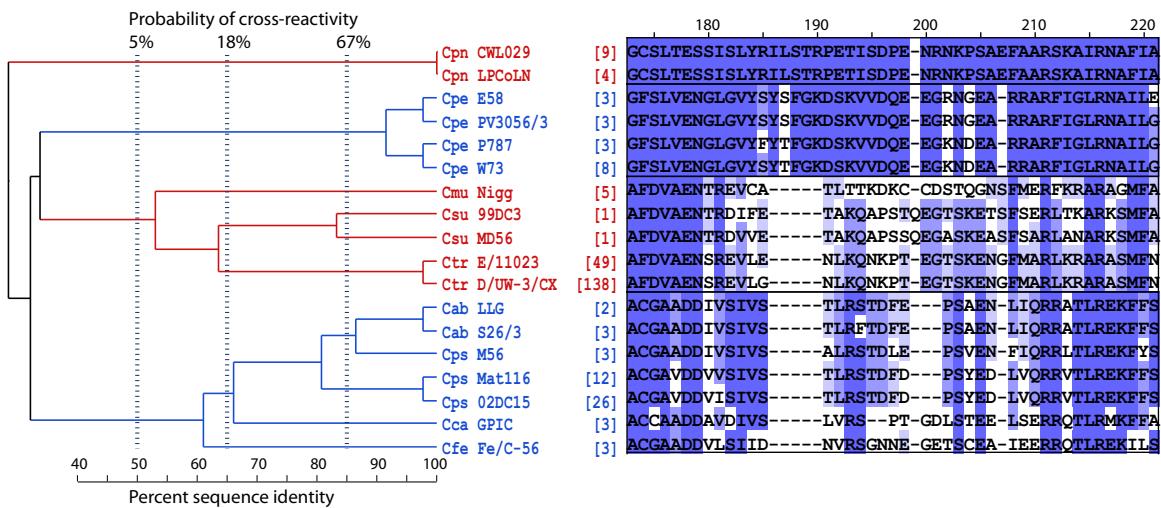 Probability of cross-reactivity
5% 18% 67%
180 190 200 210 220
Cpn CWL029 [9] GCSLTESSISLYRILSTRPETISDPE-NRNKPSAEFAARSKAIRNAFIA
Cpn LPCoLN [4] GCSLTESSISLYRILSTRPETISDPE-NRNKPSAEFAARSKAIRNAFIA
Cpe E58 [3] GFSLVENGLGVYSYSFGKDSKVVDQE-EGRNGEA-RRARFIGLRNAILE
Cpe PV3056/3 [3] GFSLVENGLGVYSYSFGKDSKVVDQE-EGRNGEA-RRARFIGLRNAILG
Cpe P787 [3] GFSLVENGLGVYFYTFGKDSKVVDQE-EGKNDEA-RRARFIGLRNAILG
Cpe W73 [8] GFSLVENGLGVYSYTFGKDSKVVDQE-EGKNDEA-RRARFIGLRNAILG
Cmu Nigg [5] AFDVAENTREVCA-----TLTTKDKC-CDSTQGNSFMERFKRARAGMFA
Csu 99DC3 [1] AFDVAENTRDIFE-----TAKQAPSTQEGTSKETSFSERLTKARKSMFA
Csu MD56 [1] AFDVAENTRDVVE-----TAKQAPSSQEGASKEASFSARLANARKSMFA
Ctr E/11023 [49] AFDVAENSREVLE-----NLKQNKPT-EGTSKENGFMARLKRARASMFN
Ctr D/UW-3/CX [138] AFDVAENSREVLG-----NLKQNKPT-EGTSKENGFMARLKRARASMFN
Cab LLG [2] ACGAADDIVSIVS-----TLRSTDFE---PSAEN-LIQRRATLREKFFS
Cab S26/3 [3] ACGAADDIVSIVS-----TLRFTDFE---PSAEN-LIQRRATLREKFFS
Cps M56 [3] ACGAADDIVSIVS-----ALRSTDLE---PSVEN-FIQRRLTLREKFYS
Cps Mat116 [12] ACGAVDDVVSIVS-----TLRSTDFD---PSYED-LVQRRVTLREKFFS
Cps 02DC15 [26] ACGAVDDVISIVS-----TLRSTDFD---PSYED-LVQRRVTLREKFFS
Cca GPIC [3] ACCAADDAVDIVS-----LVRS--PT-GDLSTEE-LSERRQTLRMKFFA
Cfe Fe/C-56 [3] ACGAADDVLSIID-----NVRSGNNE-GETSCEA-IEERRQTLREKILS
40 50 60 70 80 90 100
Percent sequence identity